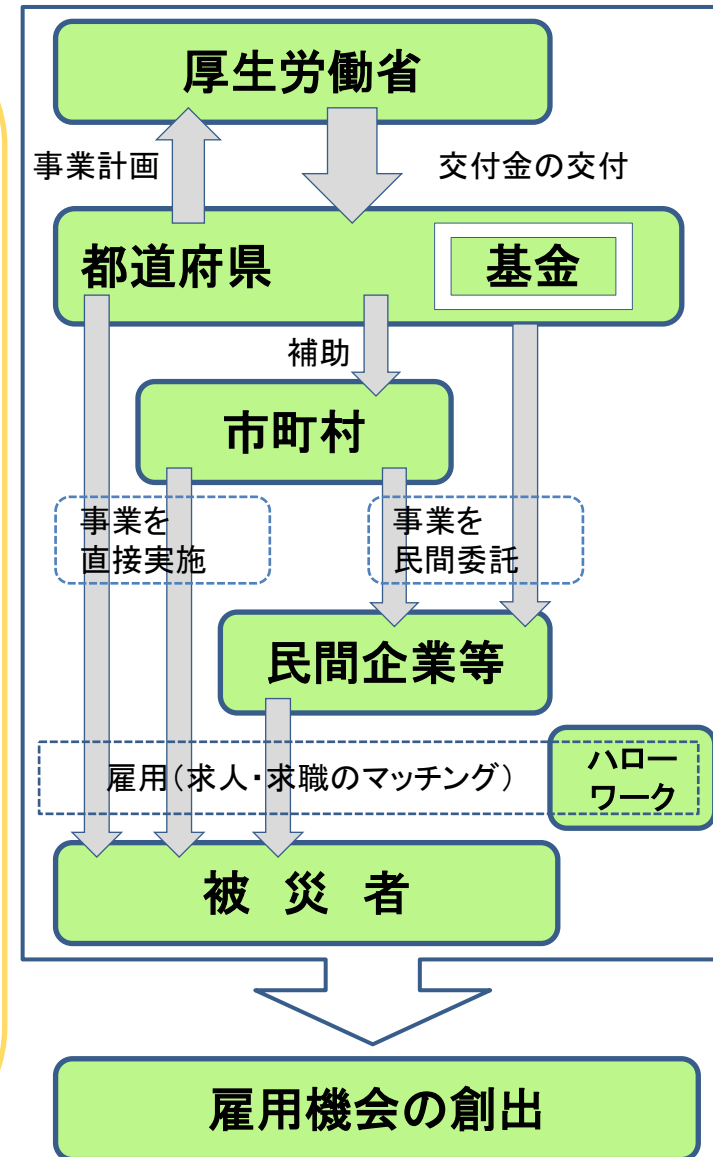 厚生労働省
事業計画
交付金の交付
都道府県
基金
補助
市町村
事業を
直接実施
事業を
民間委託
民間企業等
雇用(求人・求職のマッチング)
ハロー
ワーク
被 災 者
雇用機会の創出